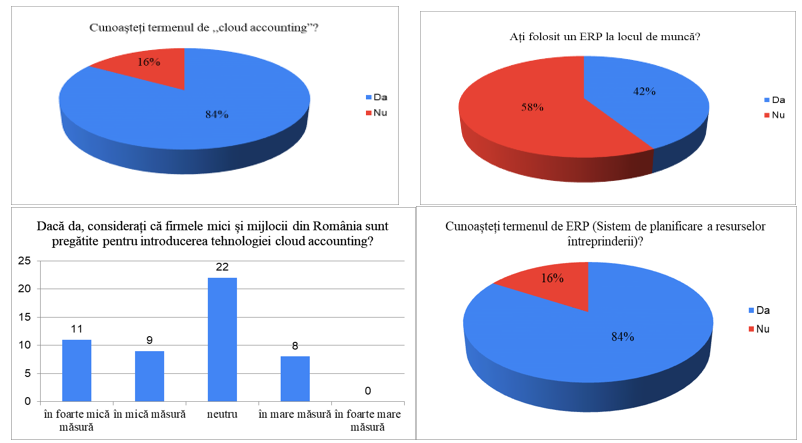 Cunoașteți termenul de ,,cloud accounting”?
16%
84%
Da
Nu
Ați folosit un ERP la locul de muncă?
42%
58%
Da
Nu
Dacă da, considerați că firmele mici şi mijlocii din România sunt
pregătite pentru introducerea tehnologiei cloud accounting?
25
20
15
10
5
0
11
9
22
8
0
în foarte mică
măsură
în mică măsură
neutru
în mare măsură
în foarte mare
măsură
Cunoașteți termenul de ERP (Sistem de planificare a resurselor
întreprinderii)?
16%
84%
Da
Nu